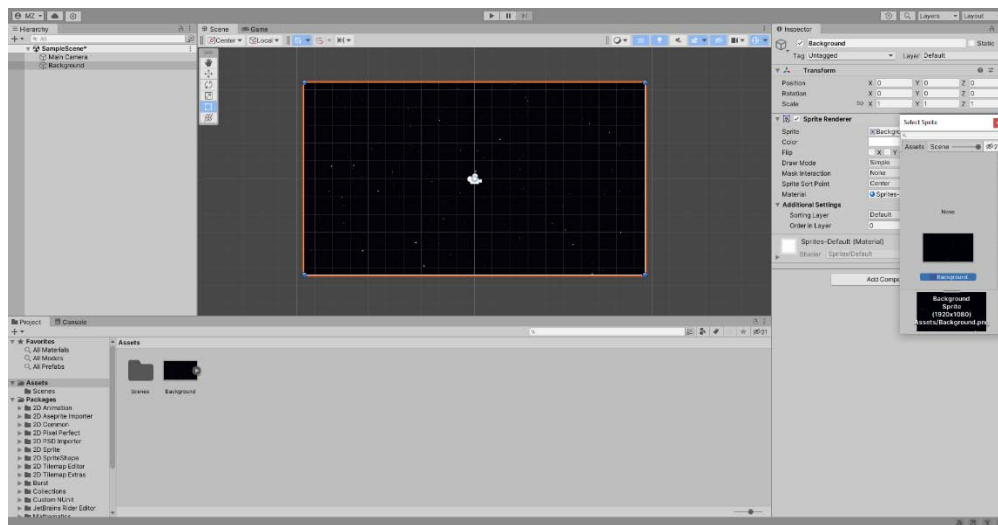 MZ
Layers
Layout
Hierarchy
All
SampleScene*
Main Camera
Background
Scene
Game
Center
Local
Inspector
Background
Static
Tag Untagged
Layer Default
Transform
Position X 0 Y 0 Z 0
Rotation X 0 Y 0 Z 0
Scale X 1 Y 1 Z 1
Sprite Renderer
Sprite
Color
Flip X Y
Draw Mode Simple
Mask Interaction None
Sprite Sort Point Center
Material Sprites-
Additional Settings
Sorting Layer Default
Order in Layer 0
Sprites-Default (Material)
Shader Sprites/Default
Add Compo
Select Sprite
Assets Scene
None
Background
Background
Sprite
(1920x1080)
Assets/Background.png
Project
Console
Favorites
All Materials
All Models
All Prefabs
Assets
Scenes
Packages
2D Animation
2D Aseprite Importer
2D Common
2D Pixel Perfect
2D PSD Importer
2D Sprite
2D SpriteShape
2D Tilemap Editor
2D Tilemap Extras
Burst
Collections
Custom NUnit
JetBrains Rider Editor
Mathematics
Assets
Scenes
Background
21